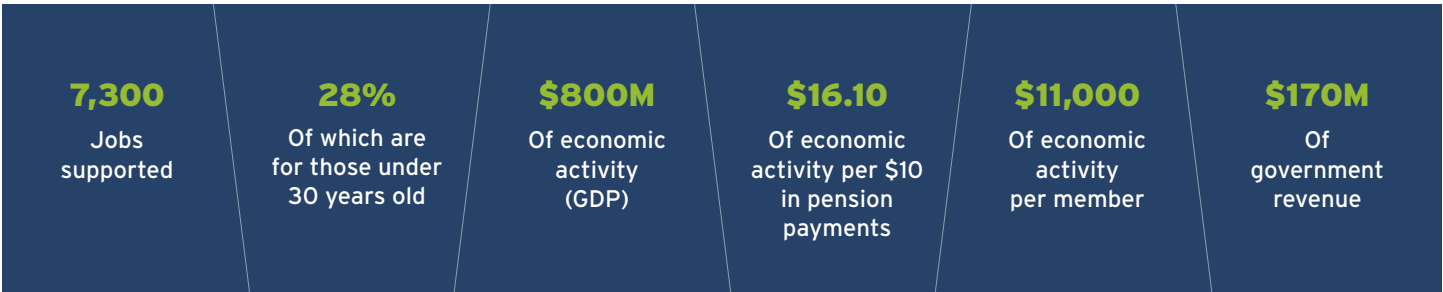 7,300
Jobs
supported
28%
Of which are
for those under
30 years old
$800M
Of economic
activity
(GDP)
$16.10
Of economic
activity per $10
in pension
payments
$11,000
Of economic
activity
per member
$170M
Of
government
revenue